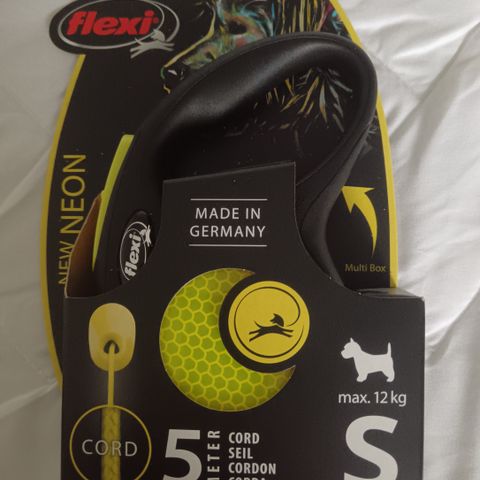 flexi
NEW NEON
MADE IN
GERMANY
flexi
Multi Box
max. 12 kg
CORD
5
METER
CORD
SEIL
CORDON
S